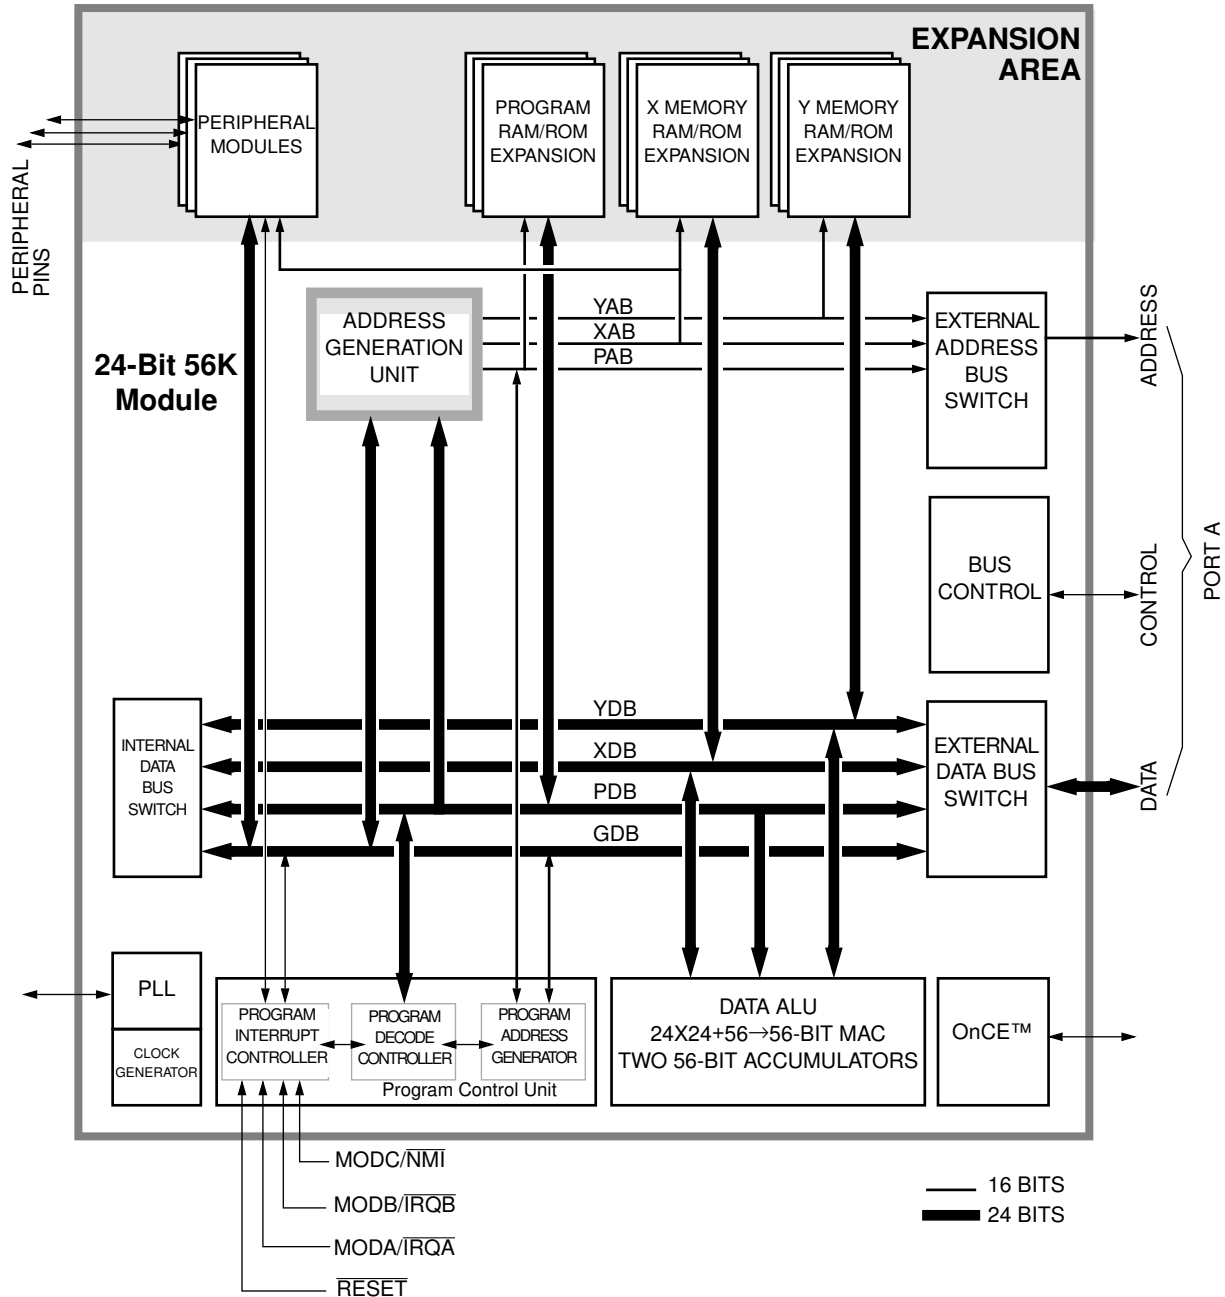 EXPANSION
AREA
PERIPHERAL
MODULES
PROGRAM
RAM/ROM
EXPANSION
X MEMORY
RAM/ROM
EXPANSION
Y MEMORY
RAM/ROM
EXPANSION
PERIPHERAL
PINS
24-Bit 56K
Module
ADDRESS
GENERATION
UNIT
YAB
XAB
PAB
EXTERNAL
ADDRESS
BUS
SWITCH
ADDRESS
BUS
CONTROL
CONTROL
PORT A
INTERNAL
DATA
BUS
SWITCH
YDB
XDB
PDB
GDB
EXTERNAL
DATA BUS
SWITCH
DATA
PLL
CLOCK
GENERATOR
PROGRAM
INTERRUPT
CONTROLLER
PROGRAM
DECODE
CONTROLLER
PROGRAM
ADDRESS
GENERATOR
Program Control Unit
DATA ALU
24X24+56→56-BIT MAC
TWO 56-BIT ACCUMULATORS
OnCE™
MODC/NMI
MODB/IRQB
MODA/IRQA
RESET
16 BITS
24 BITS